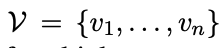 𝒱 = {v₁, . . . , vₙ}